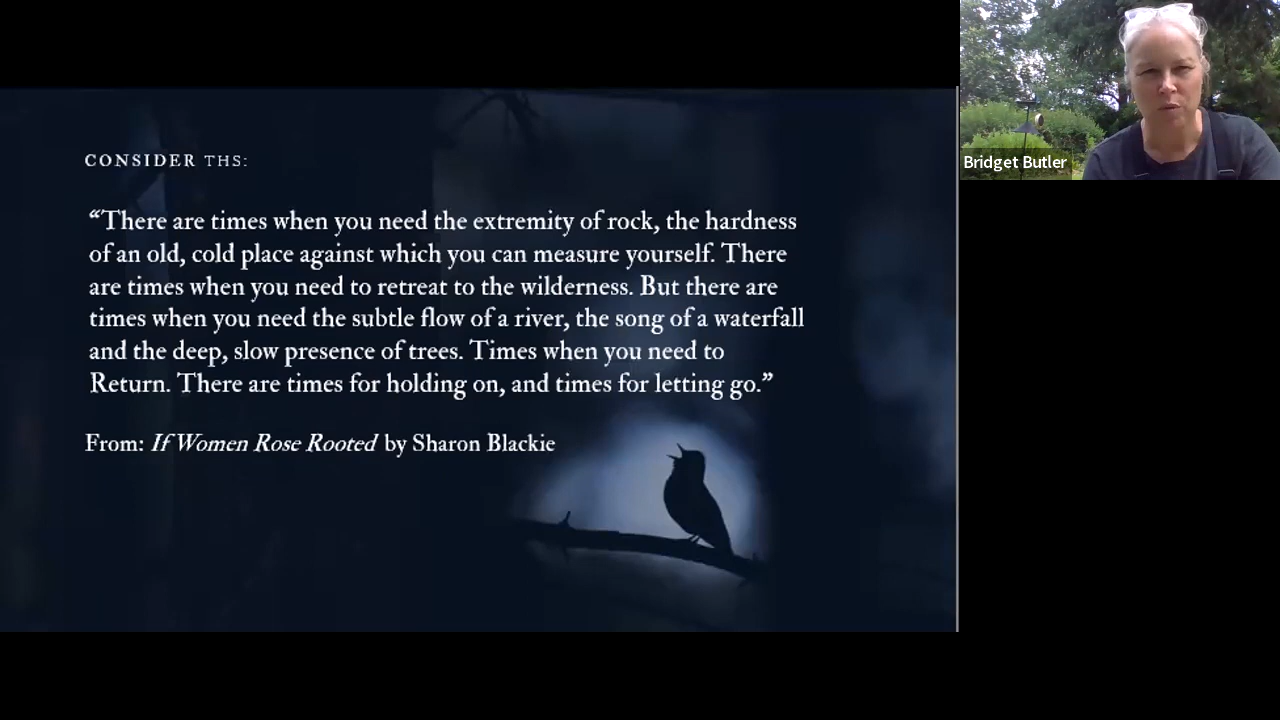 CONSIDER THS:
“There are times when you need the extremity of rock, the hardness
of an old, cold place against which you can measure yourself. There
are times when you need to retreat to the wilderness. But there are
times when you need the subtle flow of a river, the song of a waterfall
and the deep, slow presence of trees. Times when you need to
Return. There are times for holding on, and times for letting go.”
From: If Women Rose Rooted by Sharon Blackie
Bridget Butler